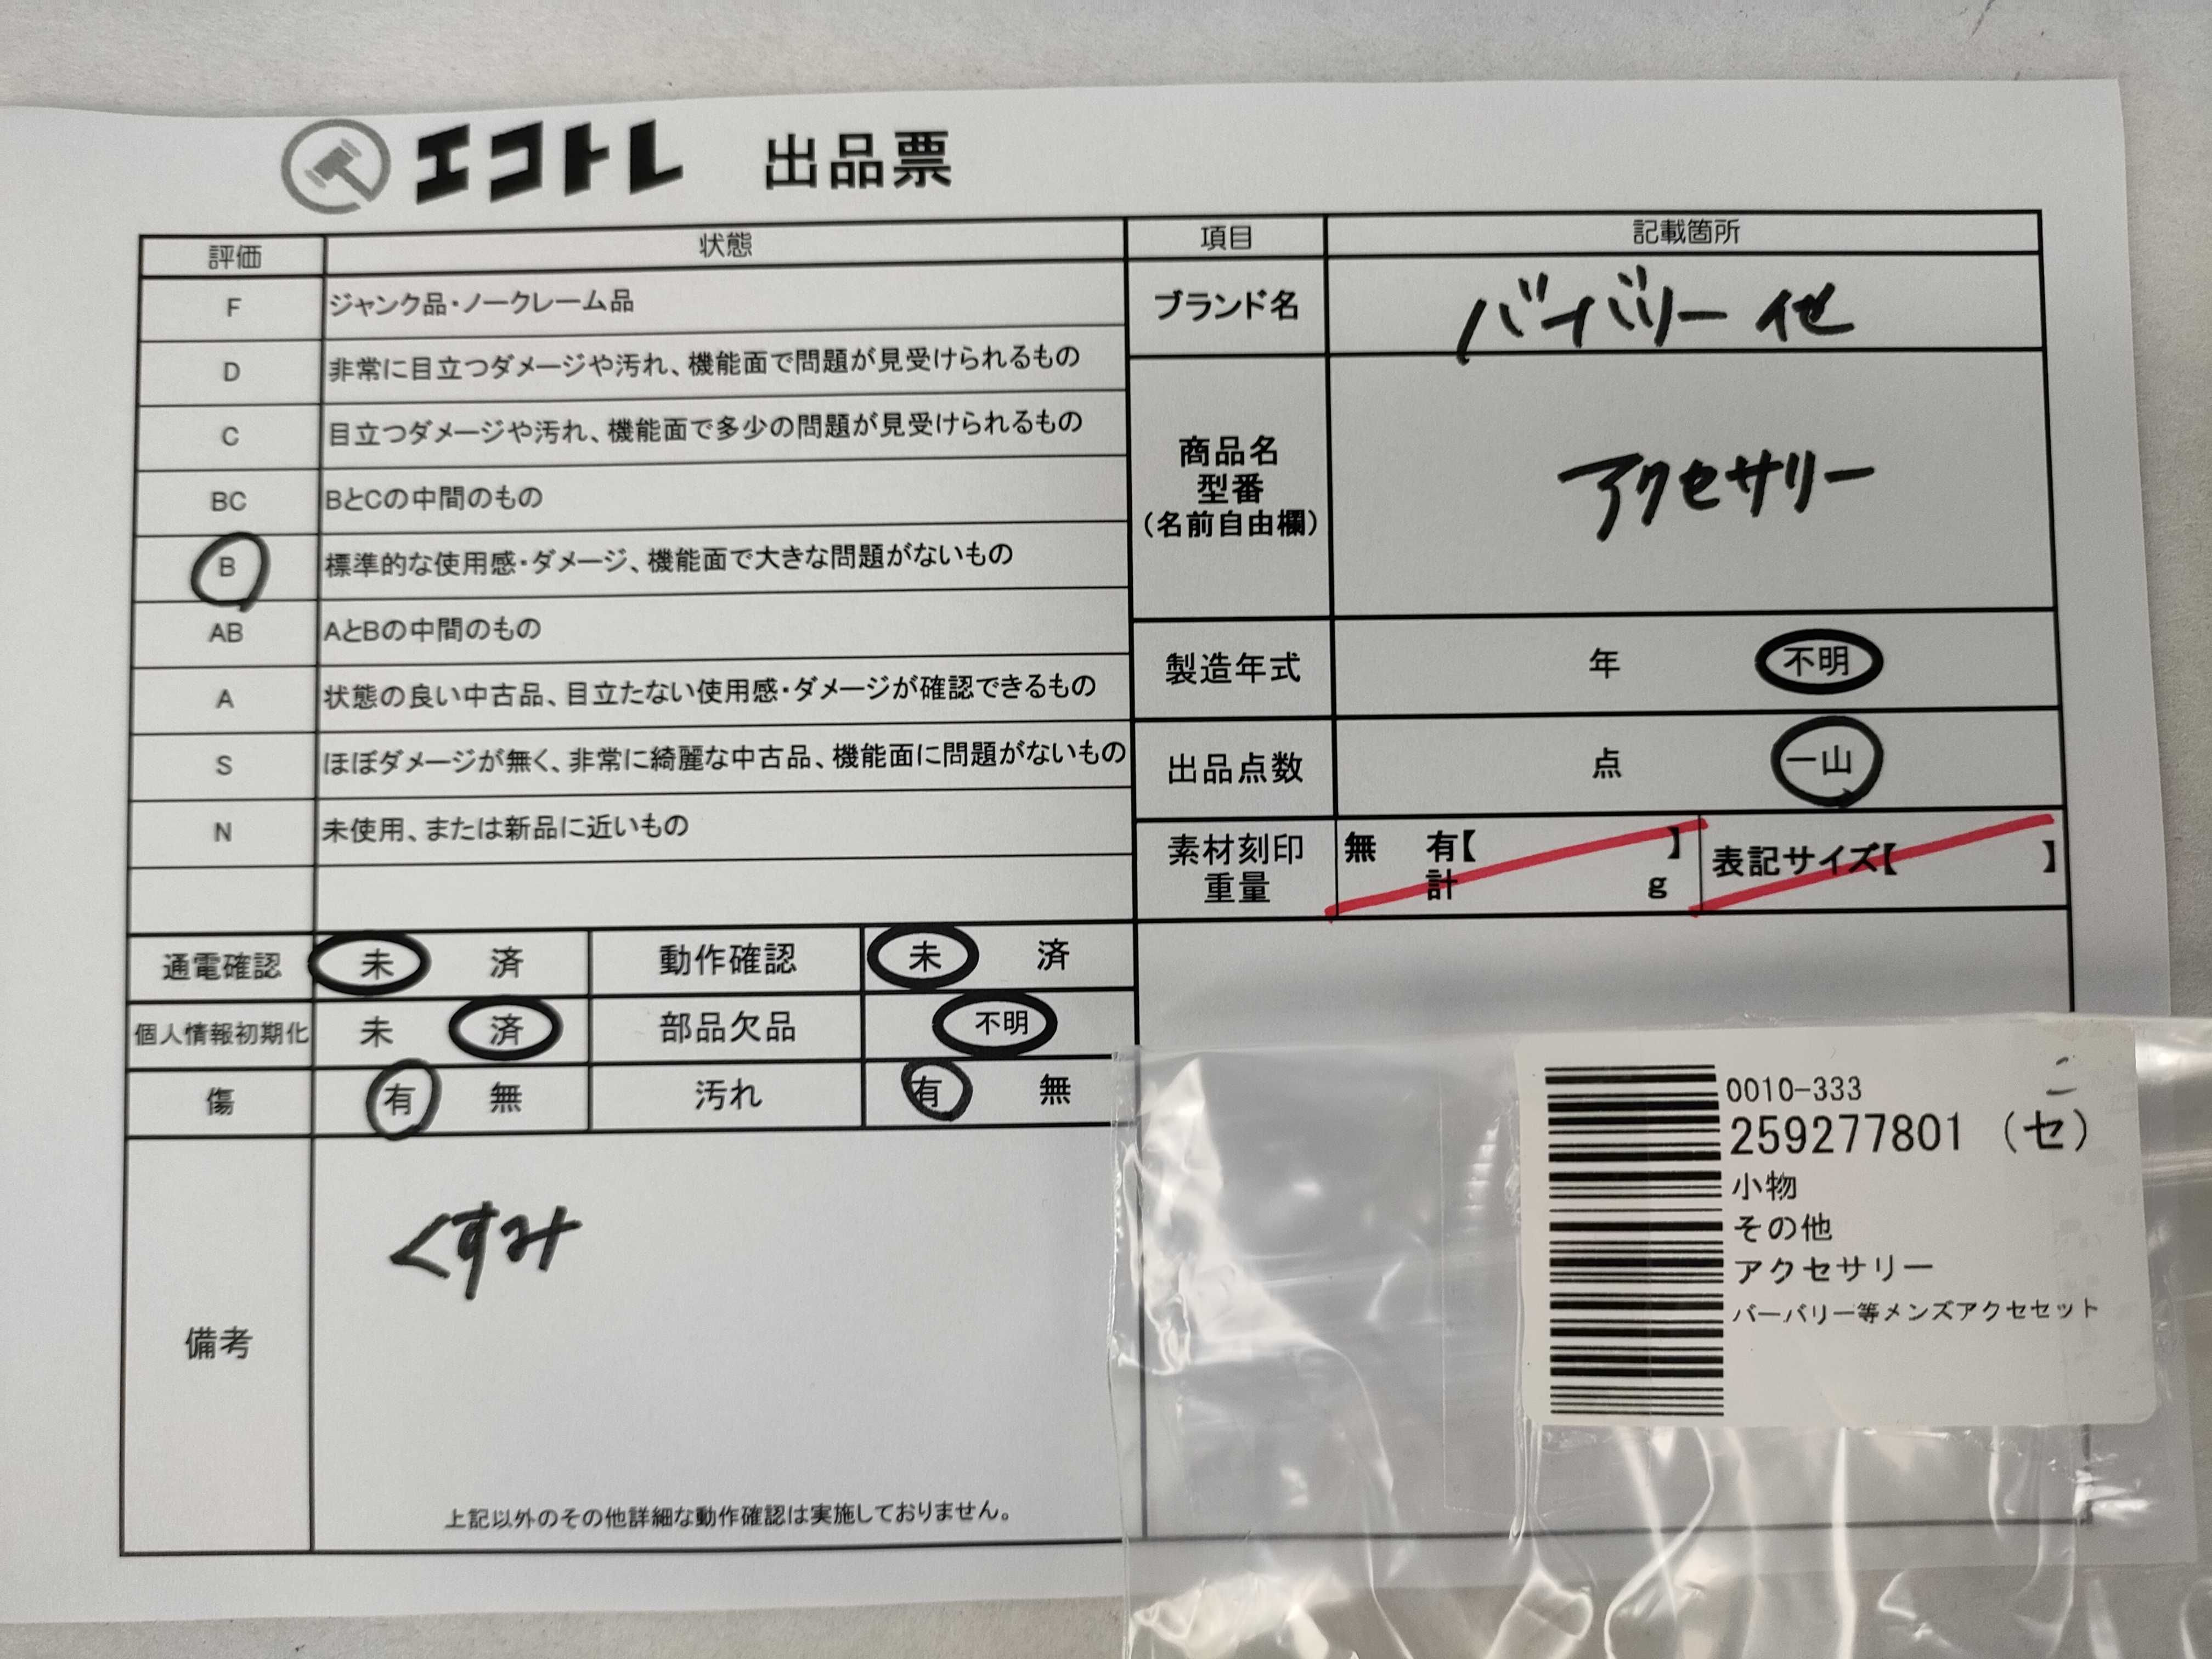 エコトレ 出品票
評価 状態
F ジャンク品・ノークレーム品
D 非常に目立つダメージや汚れ、機能面で問題が見受けられるもの
C 目立つダメージや汚れ、機能面で多少の問題が見受けられるもの
BC BとCの中間のもの
B 標準的な使用感・ダメージ、機能面で大きな問題がないもの
AB AとBの中間のもの
A 状態の良い中古品、目立たない使用感・ダメージが確認できるもの
S ほぼダメージが無く、非常に綺麗な中古品、機能面に問題がないもの
N 未使用、または新品に近いもの
通電確認 未 済 動作確認 未 済
個人情報初期化 未 済 部品欠品 不明
傷 有 無 汚れ 有 無
備考
くすみ
上記以外のその他詳細な動作確認は実施しておりません。
項目 記載箇所
ブランド名 バーバリー 他
商品名
型番
(名前自由欄)
アクセサリー
製造年式 年 不明
出品点数 点 一山
素材刻印 無 有【 】
重量 計 g
表記サイズ【 】
0010-333
259277801 (セ)
小物
その他
アクセサリー
バーバリー等メンズアクセセット